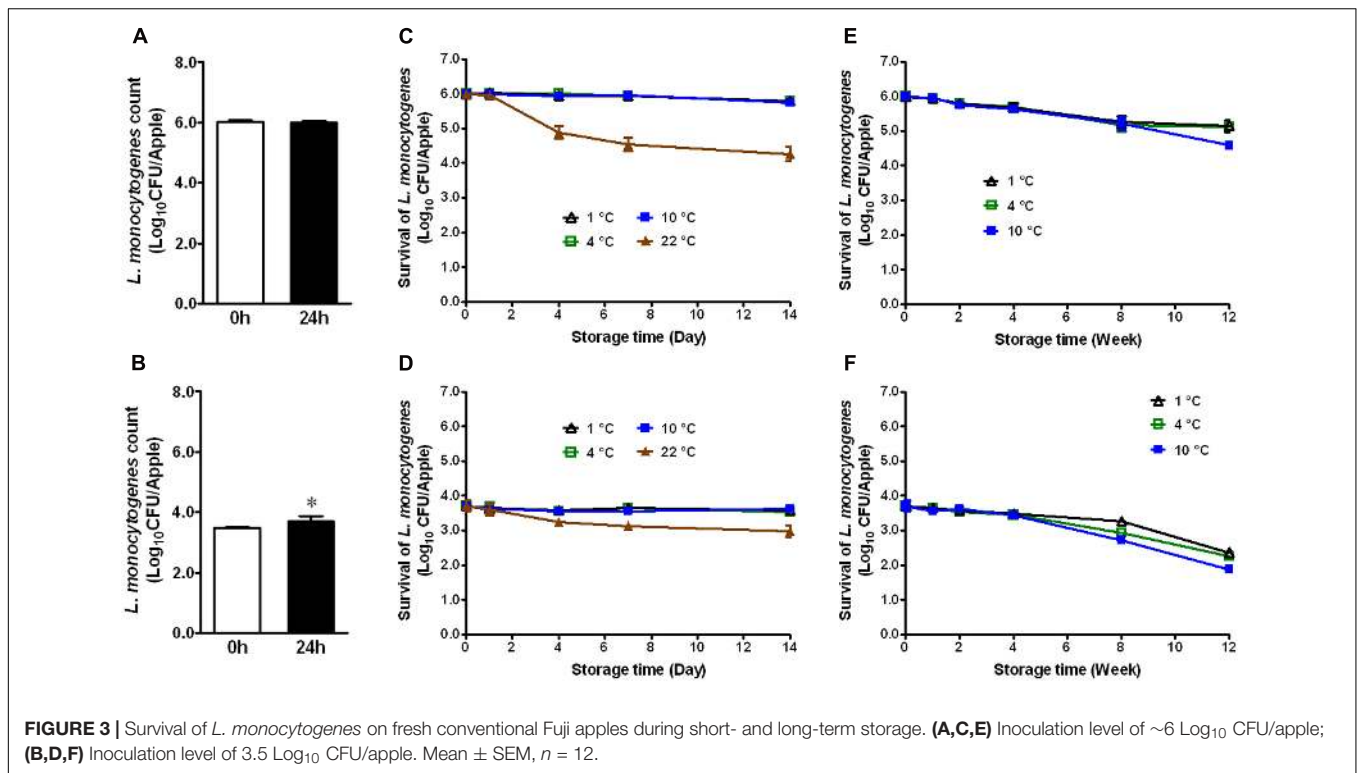 A
L. monocytogenes count
(Log10CFU/Apple)
8.0
6.0
4.0
2.0
0.0
0h
24h
C
Survival of L. monocytogenes
(Log10 CFU/Apple)
7.0
6.0
5.0
4.0
3.0
2.0
1.0
0.0
1 °C
10 °C
4 °C
22 °C
0 2 4 6 8 10 12 14
Storage time (Day)
E
Survival of L. monocytogenes
(Log10 CFU/Apple)
7.0
6.0
5.0
4.0
3.0
2.0
1.0
0.0
1 °C
4 °C
10 °C
0 2 4 6 8 10 12
Storage time (Week)
B
L. monocytogenes count
(Log10CFU/Apple)
8.0
6.0
4.0
2.0
0.0
*
0h
24h
D
Survival of L. monocytogenes
(Log10 CFU/Apple)
7.0
6.0
5.0
4.0
3.0
2.0
1.0
0.0
1 °C
10 °C
4 °C
22 °C
0 2 4 6 8 10 12 14
Storage time (Day)
F
Survival of L. monocytogenes
(Log10 CFU/Apple)
7.0
6.0
5.0
4.0
3.0
2.0
1.0
0.0
1 °C
4 °C
10 °C
0 2 4 6 8 10 12
Storage time (Week)
FIGURE 3 | Survival of L. monocytogenes on fresh conventional Fuji apples during short- and long-term storage. (A,C,E) Inoculation level of ~6 Log10 CFU/apple;
(B,D,F) Inoculation level of 3.5 Log10 CFU/apple. Mean ± SEM, n = 12.